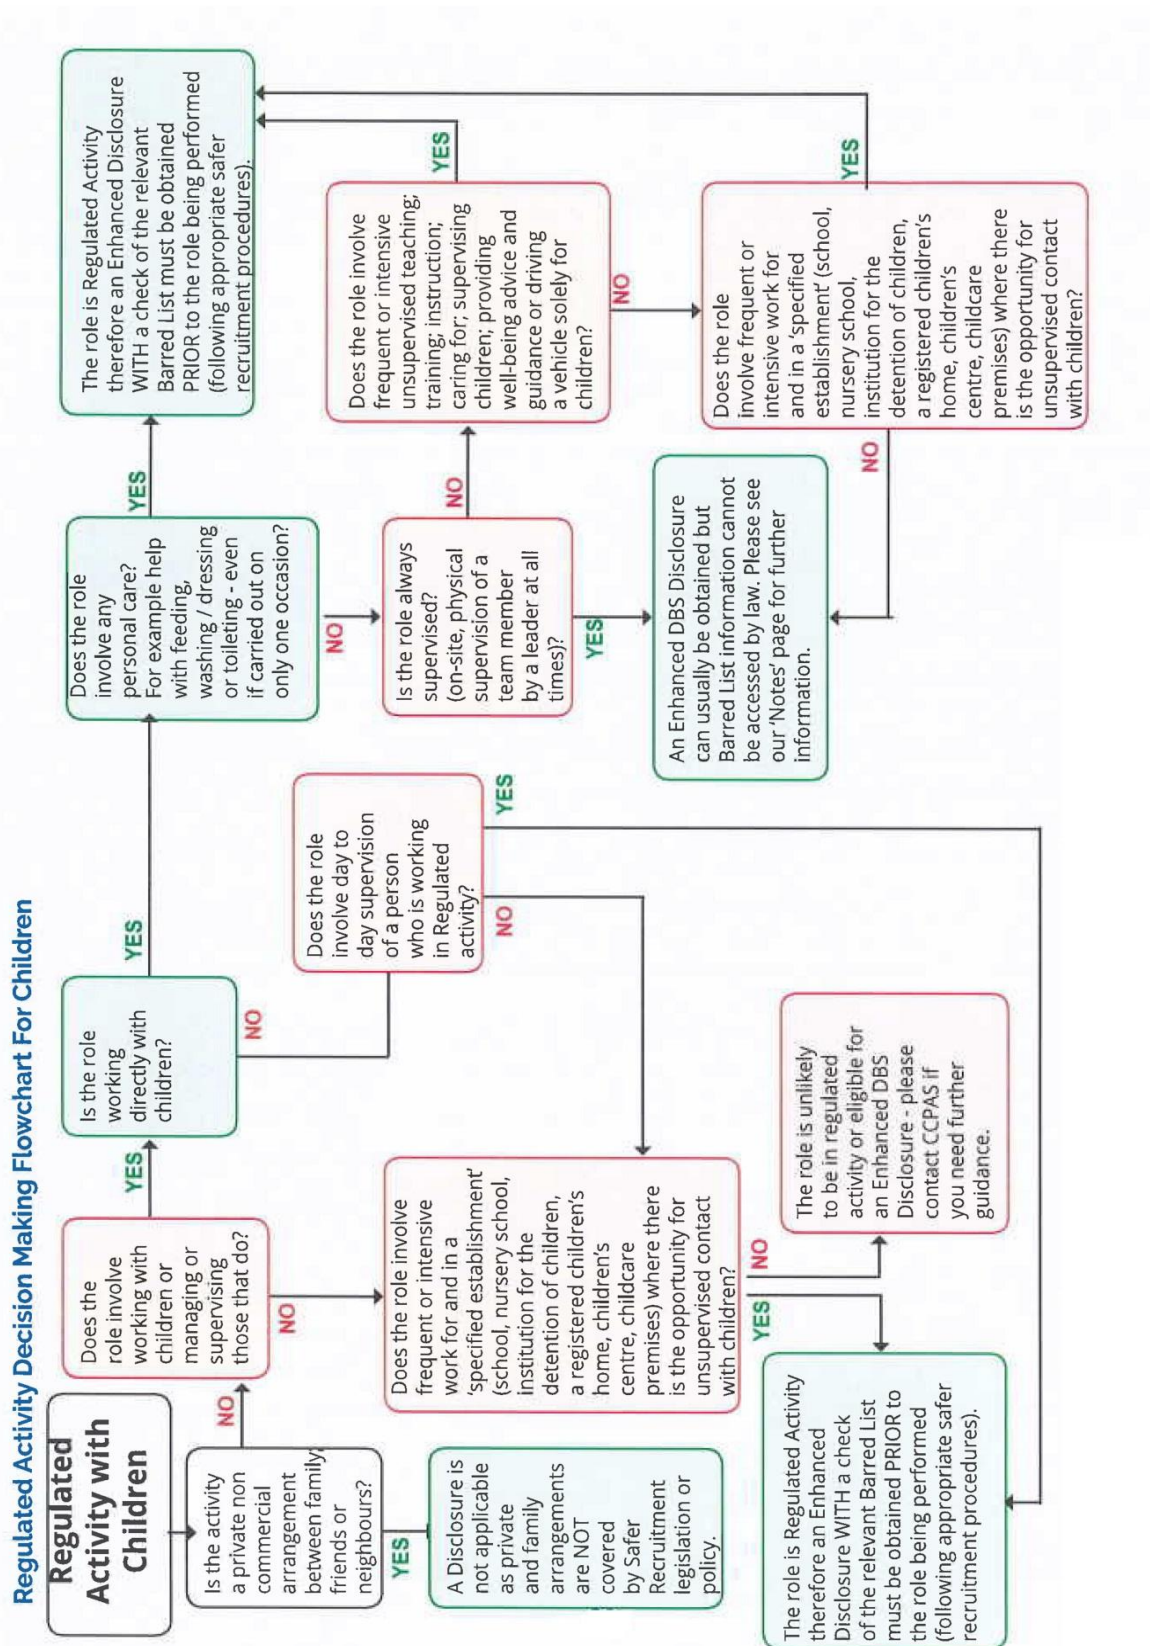 Regulated Activity Decision Making Flowchart For Children
Regulated
Activity with
Children
Is the activity
a private non
commercial
arrangement
between family,
friends or
neighbours?
NO
YES
A Disclosure is
not applicable
as private
and family
arrangements
are NOT
covered
by Safer
Recruitment
legislation or
policy.
Does the
role involve
working with
children or
managing or
supervising
those that do?
YES
NO
Is the role
working
directly with
children?
YES
NO
Does the role
involve any
personal care?
For example help
with feeding,
washing / dressing
or toileting - even
if carried out on
only one occasion?
YES
NO
The role is Regulated Activity
therefore an Enhanced Disclosure
WITH a check of the relevant
Barred List must be obtained
PRIOR to the role being performed
(following appropriate safer
recruitment procedures).
Does the role
involve day to
day supervision
of a person
who is working
in Regulated
activity?
NO
YES
Is the role always
supervised?
(on-site, physical
supervision of a
team member
by a leader at all
times)?
NO
YES
Does the role involve
frequent or intensive
unsupervised teaching;
training; instruction;
caring for; supervising
children; providing
well-being advice and
guidance or driving
a vehicle solely for
children?
YES
NO
Does the role involve
frequent or intensive
work for and in a
'specified establishment'
(school, nursery school,
institution for the
detention of children,
a registered children's
home, children's
centre, childcare
premises) where there
is the opportunity for
unsupervised contact
with children?
YES
NO
An Enhanced DBS Disclosure
can usually be obtained but
Barred List information cannot
be accessed by law. Please see
our 'Notes' page for further
information.
Does the role
involve frequent or
intensive work for
and in a 'specified
establishment' (school,
nursery school,
institution for the
detention of children,
a registered children's
home, children's
centre, childcare
premises) where there
is the opportunity for
unsupervised contact
with children?
YES
NO
The role is Regulated Activity
therefore an Enhanced
Disclosure WITH a check
of the relevant Barred List
must be obtained PRIOR to
the role being performed
(following appropriate safer
recruitment procedures).
The role is unlikely
to be in regulated
activity or eligible for
an Enhanced DBS
Disclosure - please
contact CCPAS if
you need further
guidance.